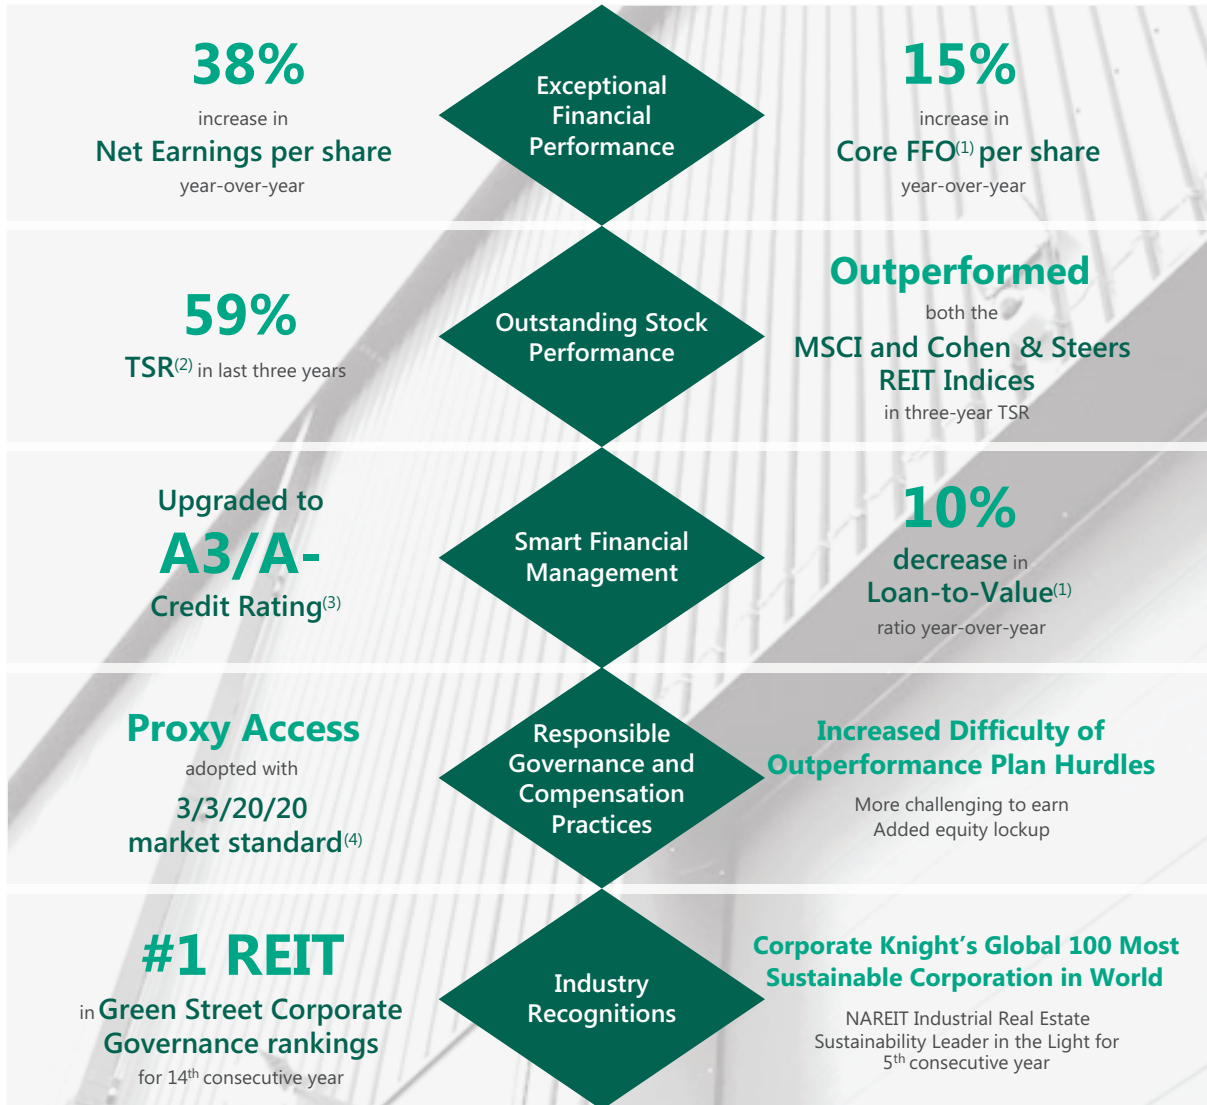 38%
increase in
Net Earnings per share
year-over-year
Exceptional
Financial
Performance
15%
increase in
Core FFO(1) per share
year-over-year
59%
TSR(2) in last three years
Outstanding Stock
Performance
Outperformed
both the
MSCI and Cohen & Steers
REIT Indices
in three-year TSR
Upgraded to
A3/A-
Credit Rating(3)
Smart Financial
Management
10%
decrease in
Loan-to-Value(1)
ratio year-over-year
Proxy Access
adopted with
3/3/20/20
market standard(4)
Responsible
Governance and
Compensation
Practices
Increased Difficulty of
Outperformance Plan Hurdles
More challenging to earn
Added equity lockup
#1 REIT
in Green Street Corporate
Governance rankings
for 14th consecutive year
Industry
Recognitions
Corporate Knight's Global 100 Most
Sustainable Corporation in World
NAREIT Industrial Real Estate
Sustainability Leader in the Light for
5th consecutive year